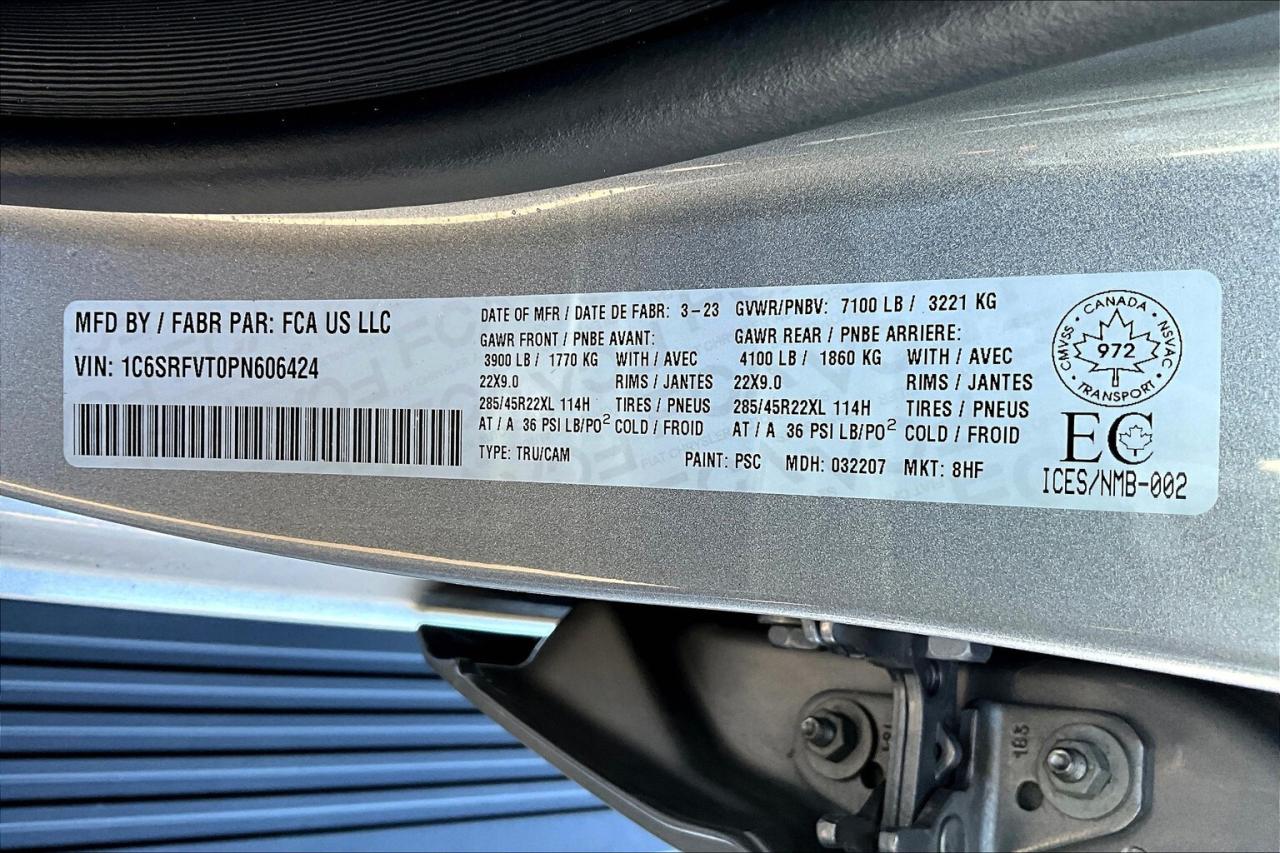 MFD BY / FABR PAR: FCA US LLC
VIN: 1C6SRFVT0PN606424
DATE OF MFR / DATE DE FABR: 3-23 GVWR/PNBV: 7100 LB / 3221 KG
GAWR FRONT / PNBE AVANT: GAWR REAR / PNBE ARRIERE:
3900 LB / 1770 KG WITH / AVEC 4100 LB / 1860 KG WITH / AVEC
22X9.0 RIMS / JANTES 22X9.0 RIMS / JANTES
285/45R22XL 114H TIRES / PNEUS 285/45R22XL 114H TIRES / PNEUS
AT / A 36 PSI LB/PO² COLD / FROID AT / A 36 PSI LB/PO² COLD / FROID
TYPE: TRU/CAM PAINT: PSC MDH: 032207 MKT: 8HF
CANADA · NSVAC · TRANSPORT · CMVSS ·
972
EC
ICES/NMB-002
183